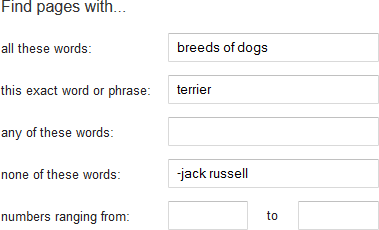 Find pages with...
all these words: breeds of dogs
this exact word or phrase: terrier
any of these words:
none of these words: -jack russell
numbers ranging from: to